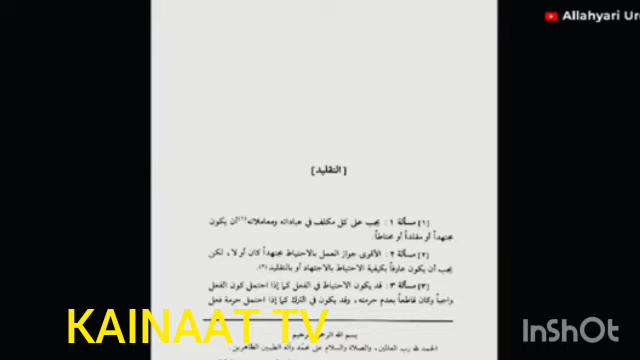 Allahyari Ur
[التقليد]
[١] مسألة ١ : يجب على كل مكلف في عباداته ومعاملاته (١) أن يكون
مجتهداً أو مقلداً أو محتاطاً.
[٢] مسألة ٢ : الأقوى جواز العمل بالاحتياط مجتهداً كان أو لا، لكن
يجب أن يكون عارفاً بكيفية الاحتياط بالاجتهاد أو بالتقليد (٢).
[٣] مسألة ٣ : قد يكون الاحتياط في الفعل كما إذا احتمل كون الفعل
واجباً وكان قاطعاً بعدم حرمته، وقد يكون في الترك كما إذا احتمل حرمة فعل
بسم الله الرحمن الرحيم
الحمد لله رب العالمين، والصلاة والسلام على محمد وآله الطيبين الطاهرين.
KAINAAT TV
InShOt